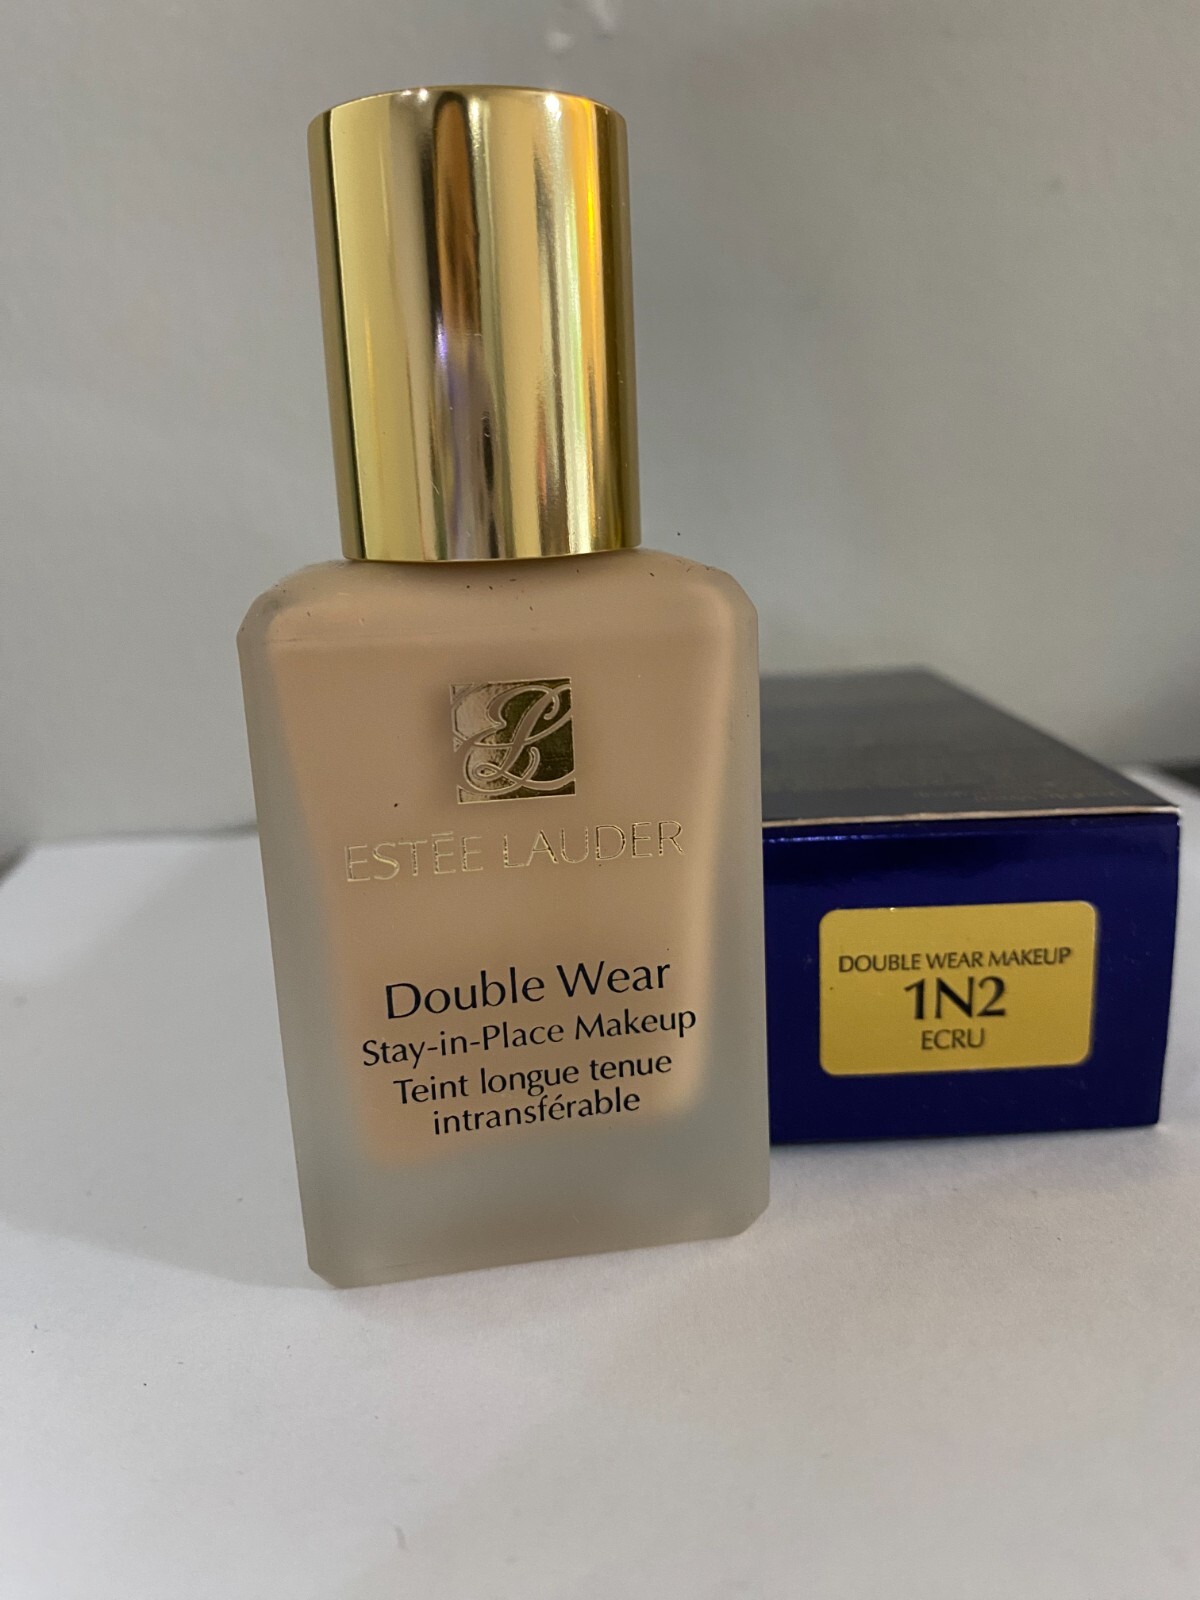 ESTĒE LAUDER
Double Wear
Stay-in-Place Makeup
Teint longue tenue
intransférable
DOUBLE WEAR MAKEUP
1N2
ECRU